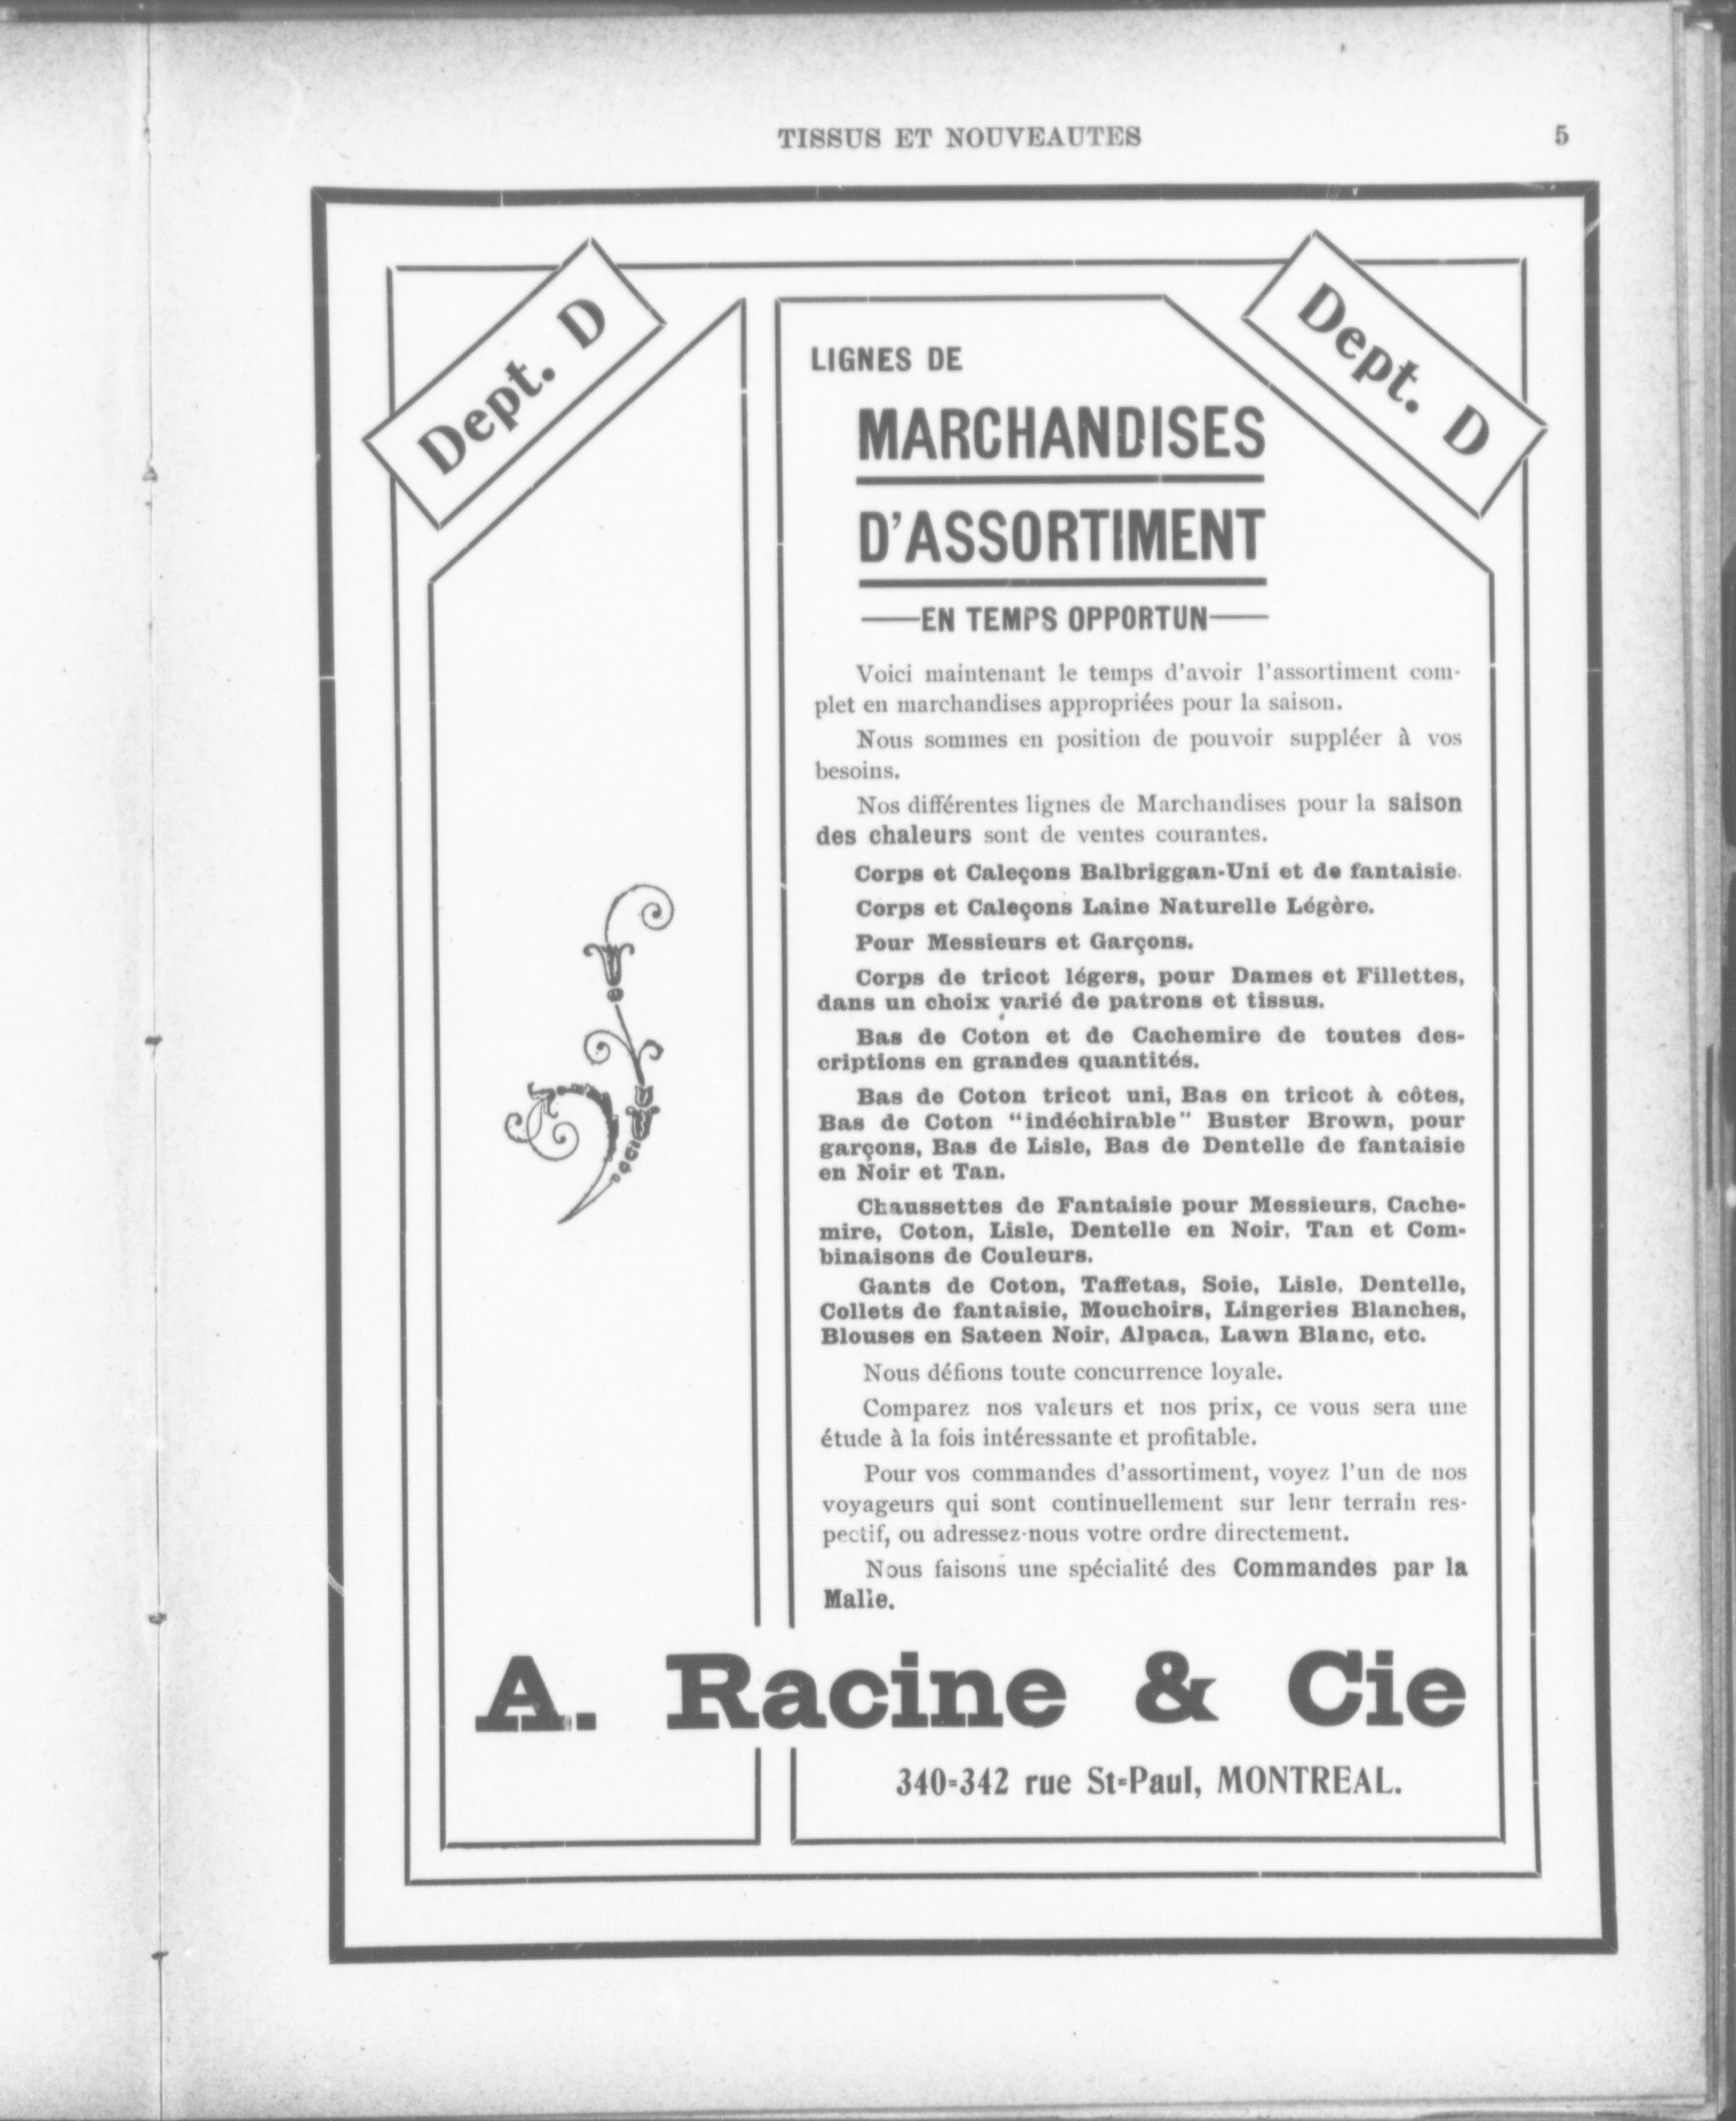 TISSUS ET NOUVEAUTES 5
Dept. D
Dept. D
LIGNES DE
MARCHANDISES
D'ASSORTIMENT
—EN TEMPS OPPORTUN—
Voici maintenant le temps d'avoir l'assortiment com-
plet en marchandises appropriées pour la saison.
Nous sommes en position de pouvoir suppléer à vos
besoins.
Nos différentes lignes de Marchandises pour la saison
des chaleurs sont de ventes courantes.
Corps et Caleçons Balbriggan-Uni et de fantaisie.
Corps et Caleçons Laine Naturelle Légère.
Pour Messieurs et Garçons.
Corps de tricot légers, pour Dames et Fillettes,
dans un choix varié de patrons et tissus.
Bas de Coton et de Cachemire de toutes des-
criptions en grandes quantités.
Bas de Coton tricot uni, Bas en tricot à côtes,
Bas de Coton "indéchirable" Buster Brown, pour
garçons, Bas de Lisle, Bas de Dentelle de fantaisie
en Noir et Tan.
Chaussettes de Fantaisie pour Messieurs, Cache-
mire, Coton, Lisle, Dentelle en Noir, Tan et Com-
binaisons de Couleurs.
Gants de Coton, Taffetas, Soie, Lisle, Dentelle,
Collets de fantaisie, Mouchoirs, Lingeries Blanches,
Blouses en Sateen Noir, Alpaca, Lawn Blanc, etc.
Nous défions toute concurrence loyale.
Comparez nos valeurs et nos prix, ce vous sera une
étude à la fois intéressante et profitable.
Pour vos commandes d'assortiment, voyez l'un de nos
voyageurs qui sont continuellement sur leur terrain res-
pectif, ou adressez-nous votre ordre directement.
Nous faisons une spécialité des Commandes par la
Malle.
A. Racine & Cie
340-342 rue St-Paul, MONTREAL.